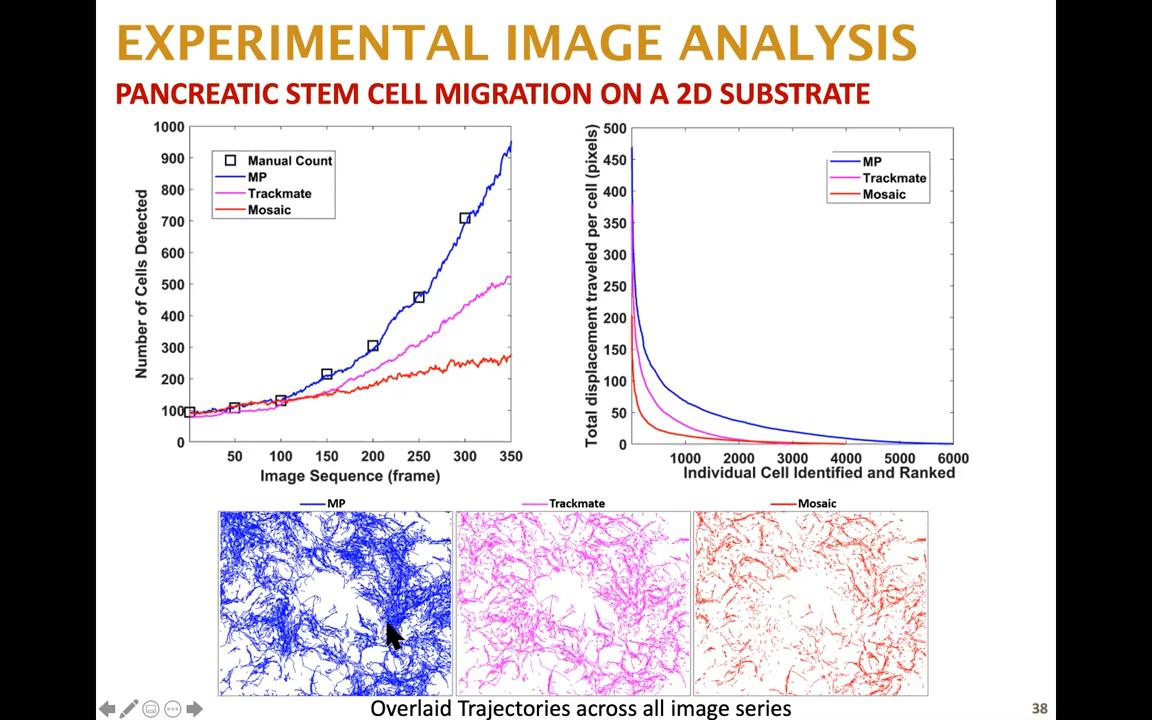 EXPERIMENTAL IMAGE ANALYSIS
PANCREATIC STEM CELL MIGRATION ON A 2D SUBSTRATE
Number of Cells Detected
1000
900
800
700
600
500
400
300
200
100
0
Manual Count
MP
Trackmate
Mosaic
50 100 150 200 250 300 350
Image Sequence (frame)
Total displacement traveled per cell (pixels)
500
450
400
350
300
250
200
150
100
50
0
MP
Trackmate
Mosaic
1000 2000 3000 4000 5000 6000
Individual Cell Identified and Ranked
MP
Trackmate
Mosaic
Overlaid Trajectories across all image series
38